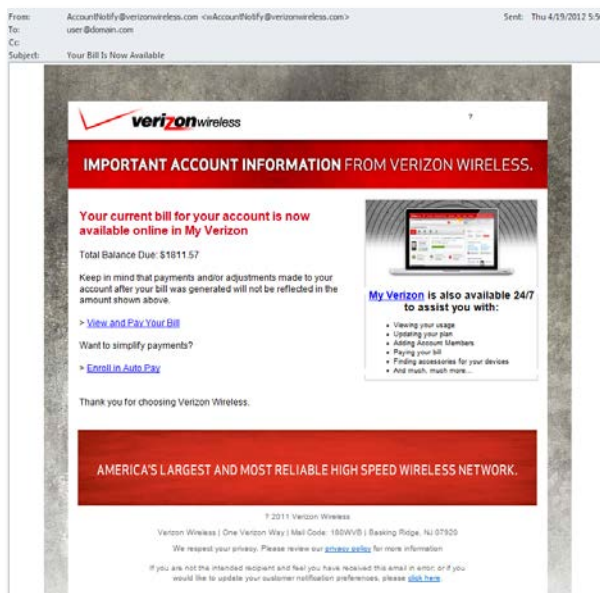 From: AccountNotify@verizonwireless.com <wAccountNotify@verizonwireless.com> Sent: Thu 4/19/2012 5:5
To: user@domain.com
Cc:
Subject: Your Bill Is Now Available
verizonwireless ?
IMPORTANT ACCOUNT INFORMATION FROM VERIZON WIRELESS.
Your current bill for your account is now
available online in My Verizon
Total Balance Due: $1811.57
Keep in mind that payments and/or adjustments made to your
account after your bill was generated will not be reflected in the
amount shown above.
> View and Pay Your Bill
Want to simplify payments?
> Enroll in Auto Pay
Thank you for choosing Verizon Wireless.
My Verizon is also available 24/7
to assist you with:
• Viewing your usage
• Updating your plan
• Adding Account Members
• Paying your bill
• Finding accessories for your devices
• And much, much more...
AMERICA'S LARGEST AND MOST RELIABLE HIGH SPEED WIRELESS NETWORK.
? 2011 Verizon Wireless
Verizon Wireless | One Verizon Way | Mail Code: 180WVB | Basking Ridge, NJ 07920
We respect your privacy. Please review our privacy policy for more information
If you are not the intended recipient and feel you have received this email in error; or if you
would like to update your customer notification preferences, please click here.